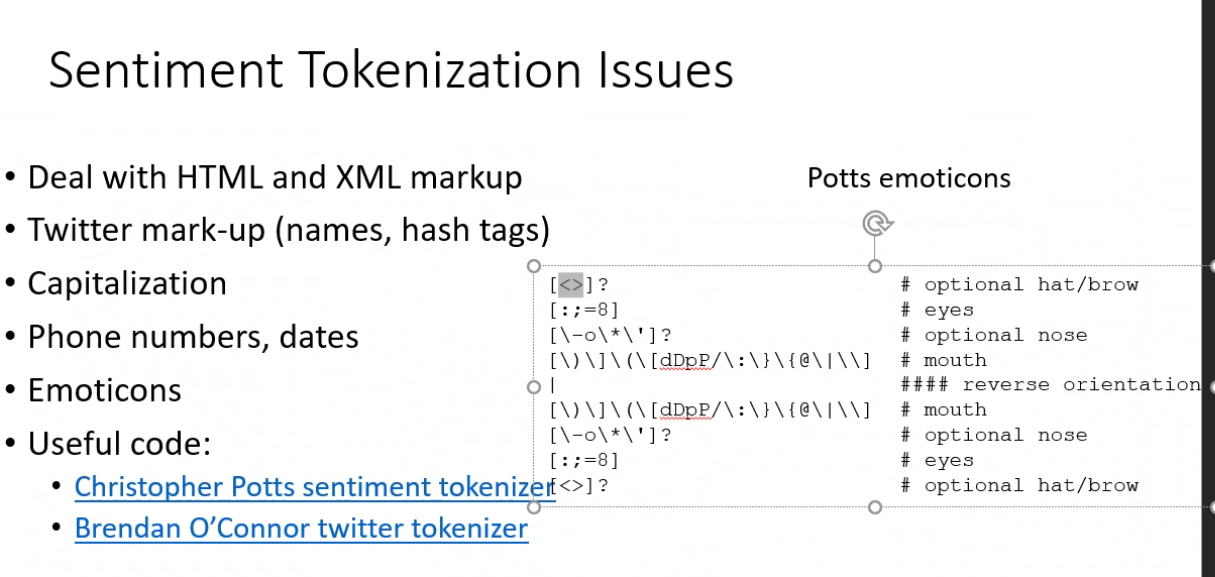 Sentiment Tokenization Issues
• Deal with HTML and XML markup
• Twitter mark-up (names, hash tags)
• Capitalization
• Phone numbers, dates
• Emoticons
• Useful code:
• Christopher Potts sentiment tokenizer
• Brendan O’Connor twitter tokenizer
Potts emoticons
[<>]? # optional hat/brow
[:;=8] # eyes
[\-o\*\']? # optional nose
[\)\]\(\[dDpP/\:\}\{@\|\\] # mouth
| #### reverse orientation
[\)\]\(\[dDpP/\:\}\{@\|\\] # mouth
[\-o\*\']? # optional nose
[:;=8] # eyes
[<>]? # optional hat/brow